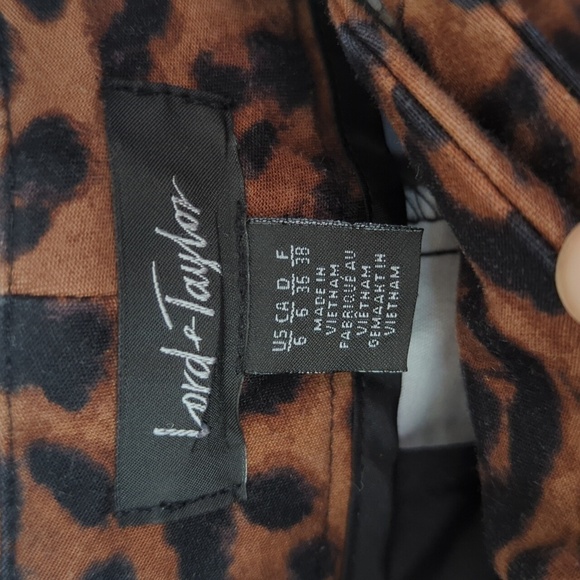 Lord & Taylor
US CA D F
6 6 36 38
MADE IN
VIETNAM
FABRIQUÉ AU
VIETNAM
GEMAAKT IN
VIETNAM